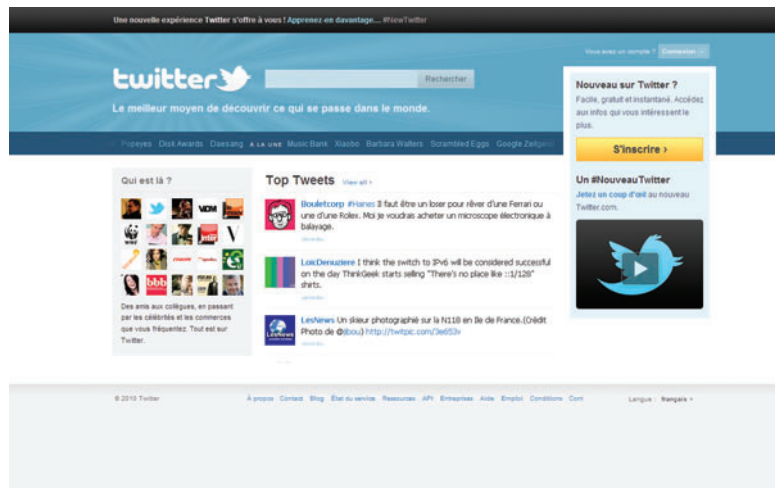 Une nouvelle expérience Twitter s'offre à vous ! Apprenez-en davantage... #NewTwitter
Vous avez un compte ? Connexion
twitter
Rechercher
Le meilleur moyen de découvrir ce qui se passe dans le monde.
Popeyes Disit Awards Daesang A LA UNE Music Bank Xiaobo Barbara Walters Scrambled Eggs Google Zeitgeist
Nouveau sur Twitter ?
Facile, gratuit et instantané. Accédez
aux infos qui vous intéressent le
plus.
S'inscrire ›
Un #NouveauTwitter
Jetez un coup d'œil au nouveau
Twitter.com.
Qui est là ?
VDM
WWF
inter
V
bbb
Des amis aux collègues, en passant
par les célébrités et les commerces
que vous fréquentez. Tout est sur
Twitter.
Top Tweets View all ›
Bouletcorp #Hanes Il faut être un loser pour rêver d'une Ferrari ou
une d'une Rolex. Moi je voudrais acheter un microscope électronique à
balayage.
LoicDenuziere I think the switch to IPv6 will be considered successful
on the day ThinkGeek starts selling "There's no place like ::1/128"
shirts.
LesNews
LesNews Un skieur photographié sur la N118 en Ile de France.(Crédit
Photo de @jibou) http://twitpic.com/3e653v
© 2010 Twitter
À propos Contact Blog État du service Ressources API Entreprises Aide Emploi Conditions Conf
Langue : français